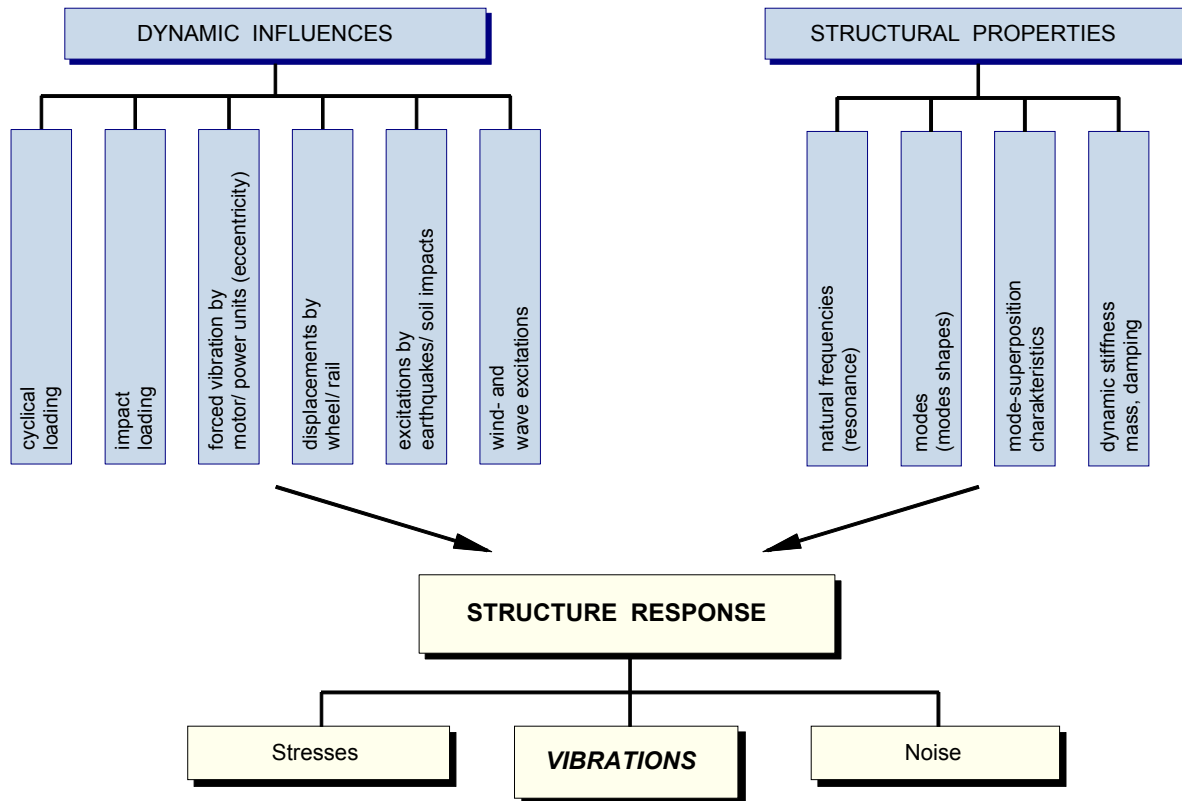 DYNAMIC INFLUENCES
STRUCTURAL PROPERTIES
cyclical
loading
impact
loading
forced vibration by
motor/ power units (eccentricity)
displacements by
wheel/ rail
excitations by
earthquakes/ soil impacts
wind- and
wave excitations
natural frequencies
(resonance)
modes
(modes shapes)
mode-superposition
charakteristics
dynamic stiffness
mass, damping
STRUCTURE RESPONSE
Stresses
VIBRATIONS
Noise